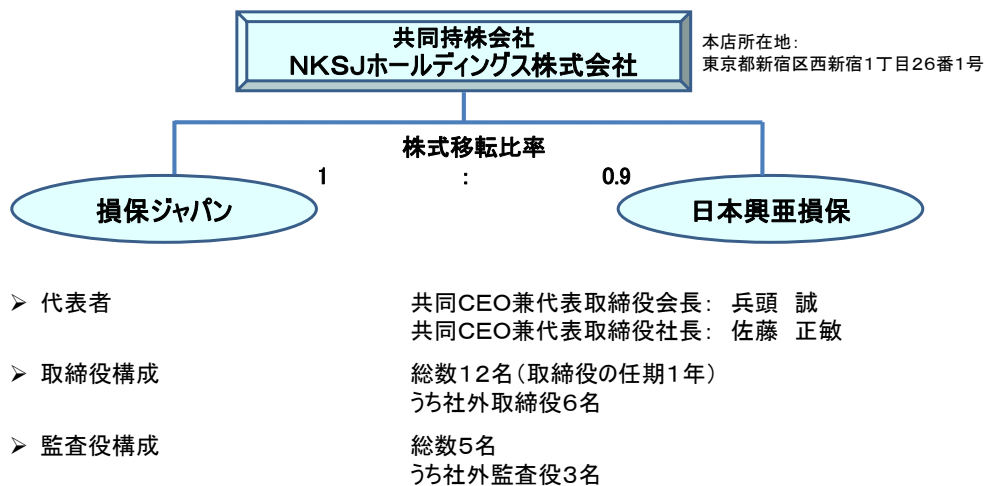 共同持株会社
NKSJホールディングス株式会社
本店所在地:
東京都新宿区西新宿1丁目26番1号
株式移転比率
1 : 0.9
損保ジャパン
日本興亜損保
➢ 代表者 共同CEO兼代表取締役会長: 兵頭 誠
共同CEO兼代表取締役社長: 佐藤 正敏
➢ 取締役構成 総数12名(取締役の任期1年)
うち社外取締役6名
➢ 監査役構成 総数5名
うち社外監査役3名